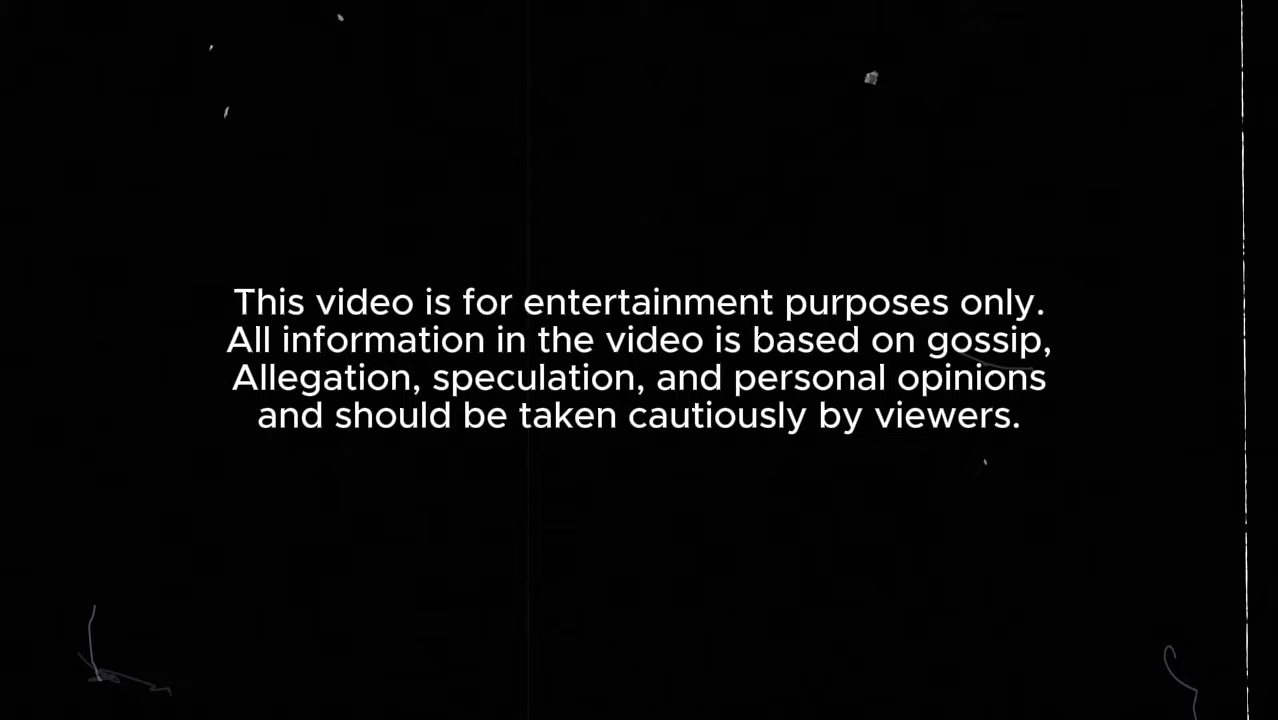 This video is for entertainment purposes only.
All information in the video is based on gossip,
Allegation, speculation, and personal opinions
and should be taken cautiously by viewers.